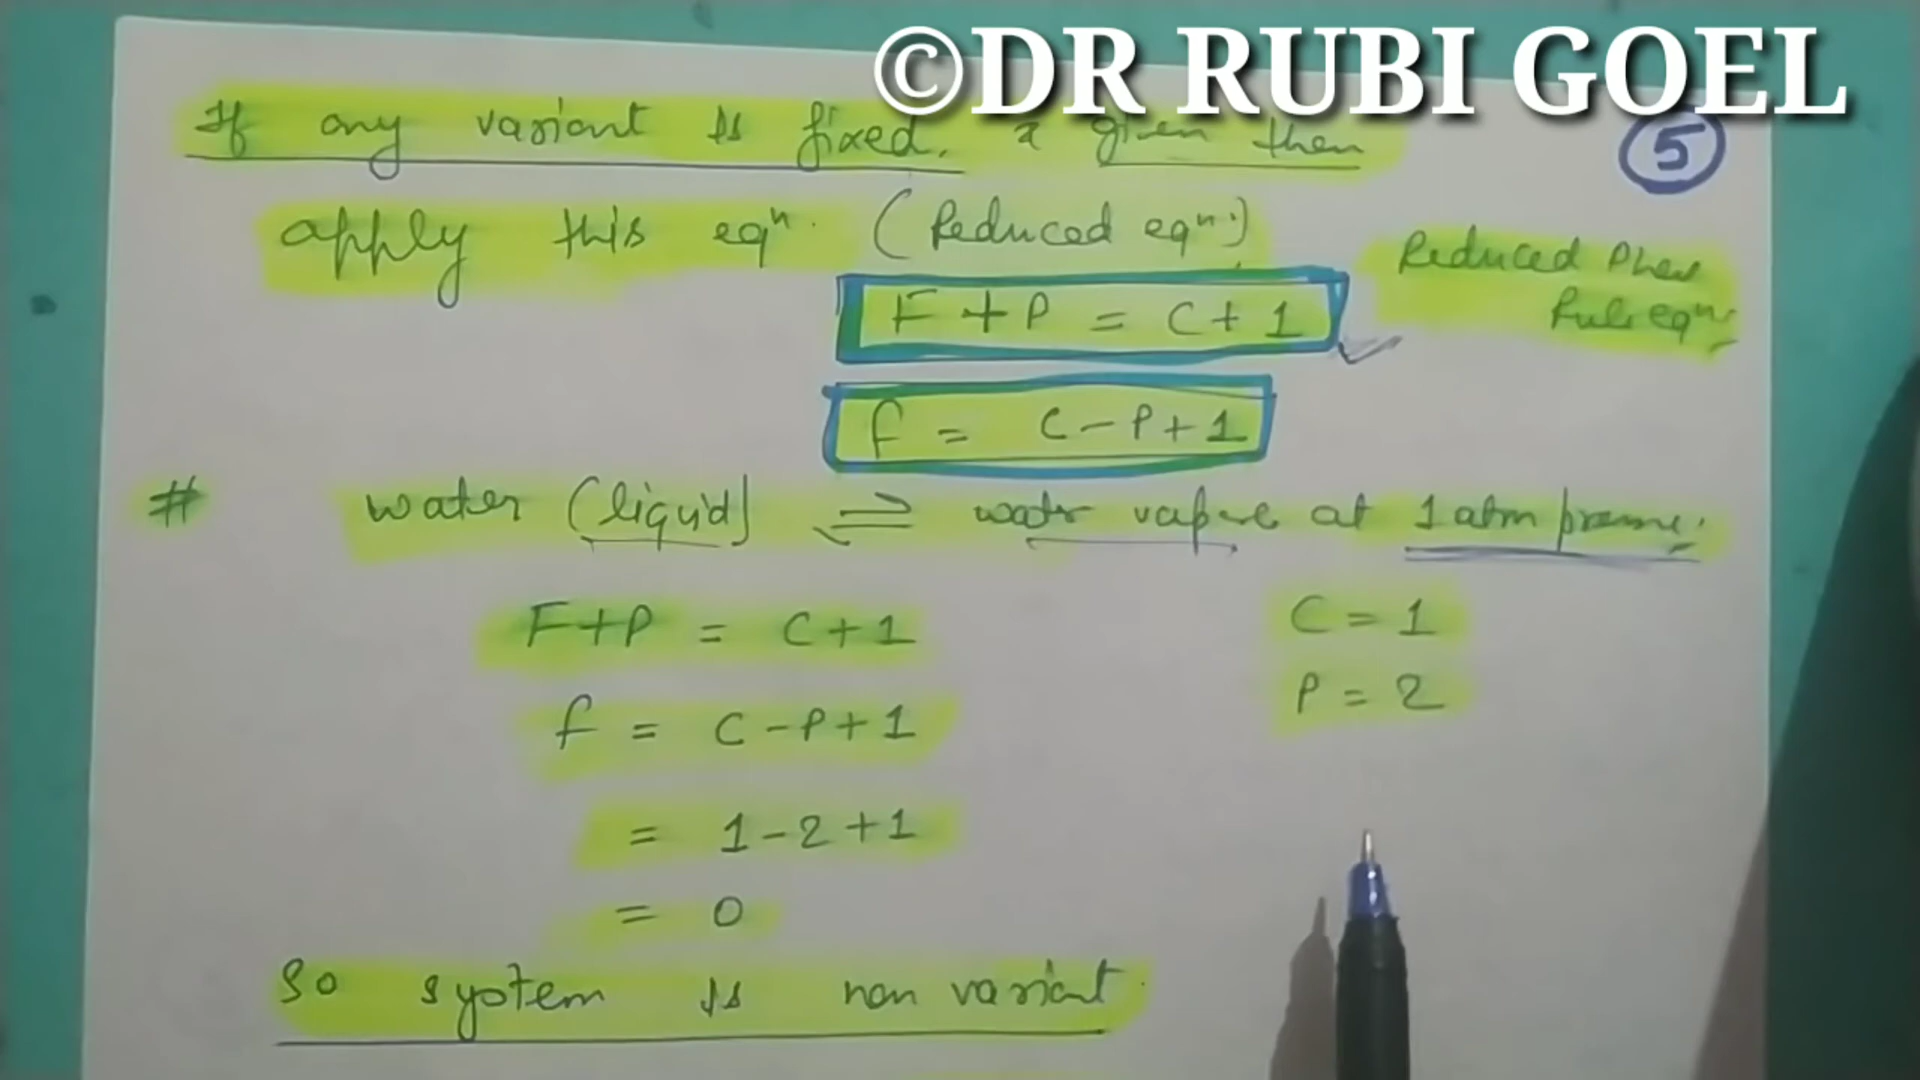 ©DR RUBI GOEL
5
If any variant is fixed. & given then
apply this eqⁿ. (Reduced eqⁿ.)
Reduced Phase
Rule eqⁿ.
F + P = C + 1
f = C - P + 1
# water (liquid) ⇌ water vapour at 1 atm pressure.
F + P = C + 1
C = 1
f = C - P + 1
P = 2
= 1 - 2 + 1
= 0
So system is non variant.